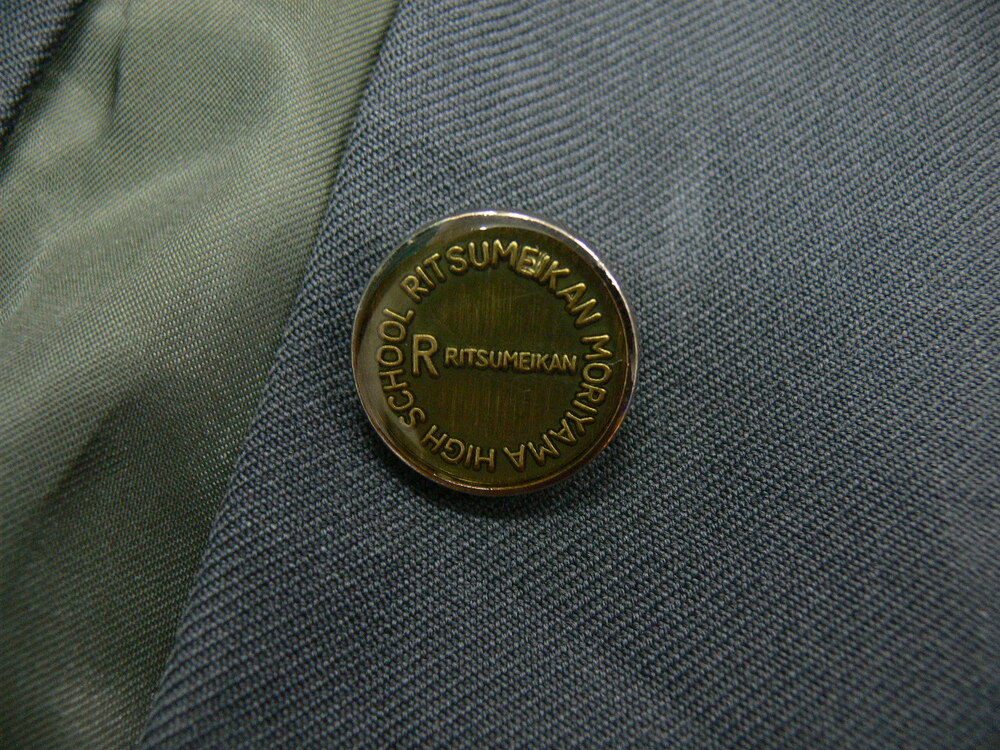 RITSUMEIKAN MORIYAMA HIGH SCHOOL
R RITSUMEIKAN